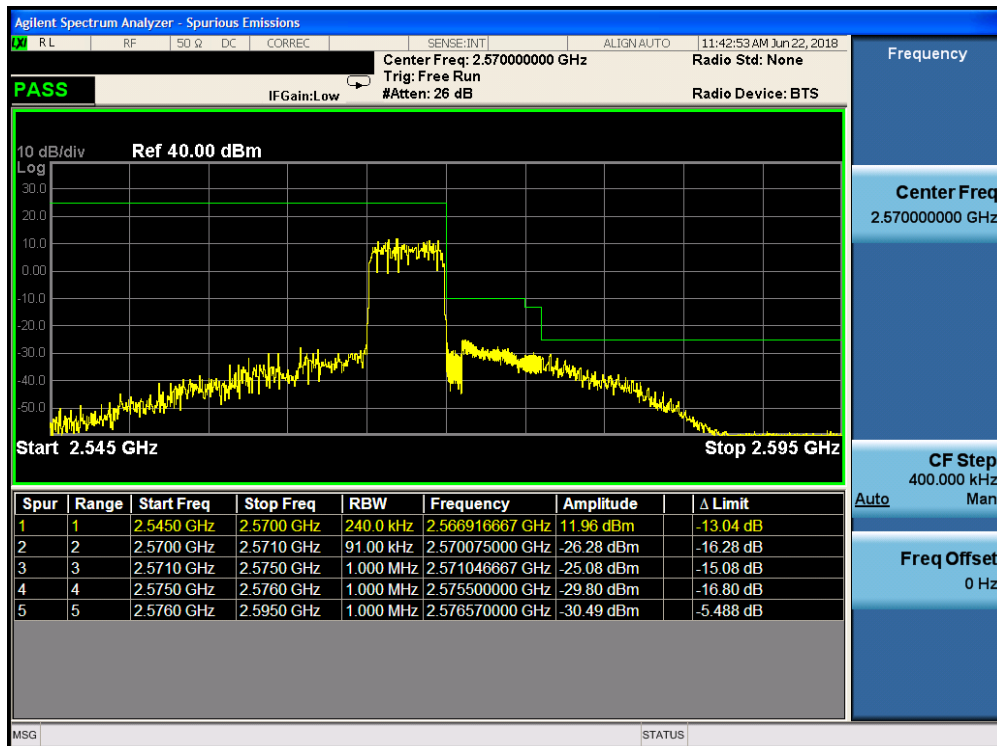 Agilent Spectrum Analyzer - Spurious Emissions
LXI RL RF 50 Ω DC CORREC SENSE:INT ALIGN AUTO 11:42:53 AM Jun 22, 2018
Center Freq: 2.570000000 GHz Radio Std: None
Trig: Free Run
PASS IFGain:Low #Atten: 26 dB Radio Device: BTS
10 dB/div Ref 40.00 dBm
Log
30.0
20.0
10.0
0.00
-10.0
-20.0
-30.0
-40.0
-50.0
Start 2.545 GHz Stop 2.595 GHz
Spur Range Start Freq Stop Freq RBW Frequency Amplitude Δ Limit
1 1 2.5450 GHz 2.5700 GHz 240.0 kHz 2.566916667 GHz 11.96 dBm -13.04 dB
2 2 2.5700 GHz 2.5710 GHz 91.00 kHz 2.570075000 GHz -26.28 dBm -16.28 dB
3 3 2.5710 GHz 2.5750 GHz 1.000 MHz 2.571046667 GHz -25.08 dBm -15.08 dB
4 4 2.5750 GHz 2.5760 GHz 1.000 MHz 2.575500000 GHz -29.80 dBm -16.80 dB
5 5 2.5760 GHz 2.5950 GHz 1.000 MHz 2.576570000 GHz -30.49 dBm -5.488 dB
MSG STATUS
Frequency
Center Freq
2.570000000 GHz
CF Step
400.000 kHz
Auto Man
Freq Offset
0 Hz